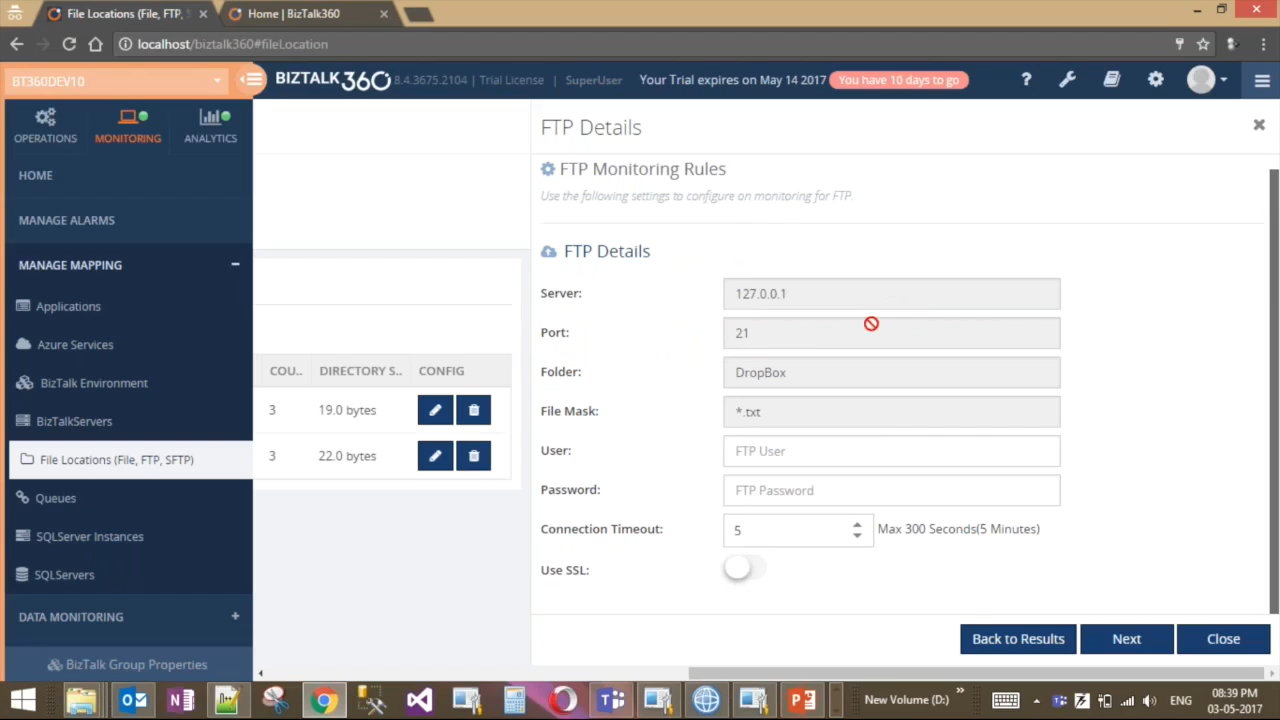 File Locations (File, FTP, S
Home | BizTalk360
localhost/biztalk360#fileLocation
BT360DEV10
BIZTALK360
8.4.3675.2104 | Trial License | SuperUser
Your Trial expires on May 14 2017
You have 10 days to go
OPERATIONS
MONITORING
ANALYTICS
HOME
MANAGE ALARMS
MANAGE MAPPING
Applications
Azure Services
BizTalk Environment
BizTalkServers
File Locations (File, FTP, SFTP)
Queues
SQLServer Instances
SQLServers
DATA MONITORING
BizTalk Group Properties
COU..
DIRECTORY S..
CONFIG
3
19.0 bytes
3
22.0 bytes
FTP Details
FTP Monitoring Rules
Use the following settings to configure on monitoring for FTP.
FTP Details
Server:
127.0.0.1
Port:
21
Folder:
DropBox
File Mask:
*.txt
User:
FTP User
Password:
FTP Password
Connection Timeout:
5
Max 300 Seconds(5 Minutes)
Use SSL:
Back to Results
Next
Close
New Volume (D:)
ENG
08:39 PM
03-05-2017